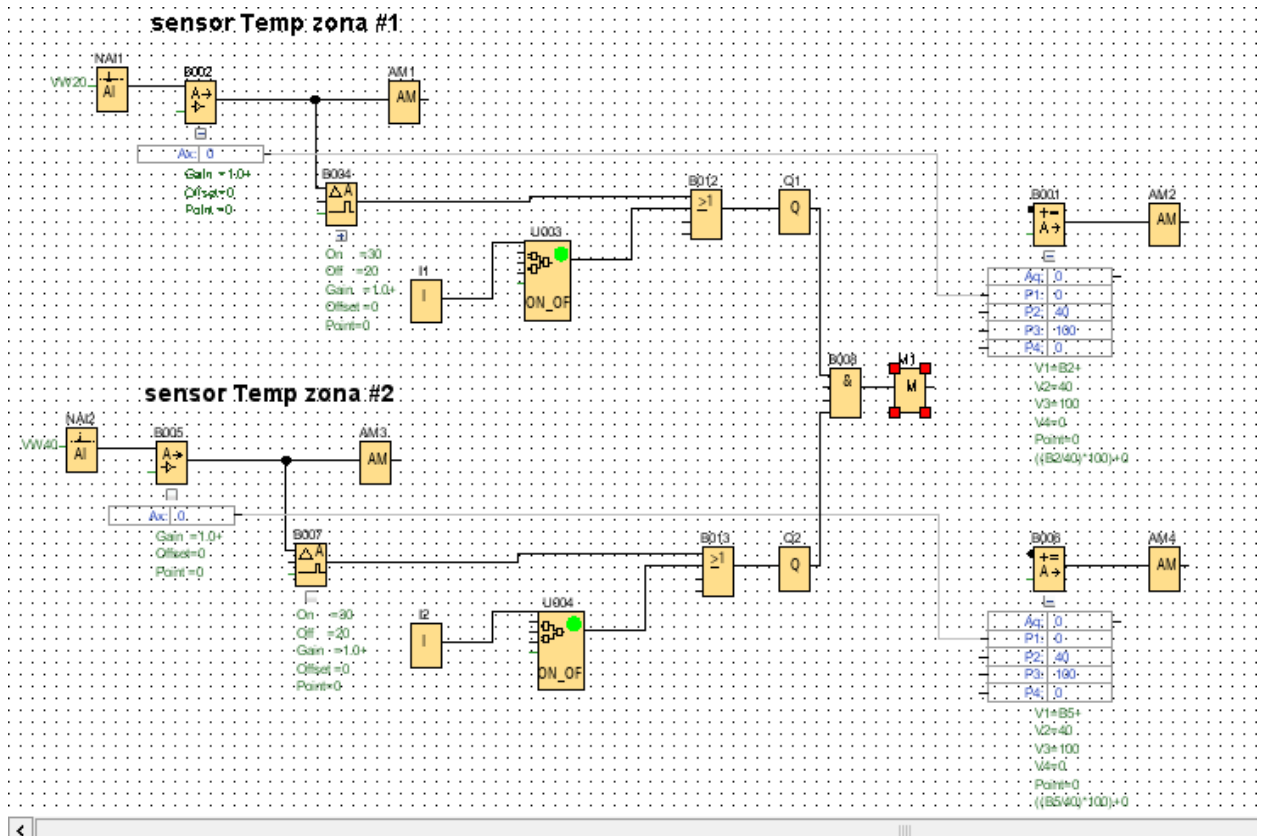 sensor Temp zona #1
NAI1
VW20
AI
B002
A→
AM1
AM
Ax: 0
Gain =1.0+
Offset=0
Point=0
B034
Δ A
On =30
Off =20
Gain =1.0+
Offset=0
Point=0
I1
I
U003
ON_OF
B012
≥1
Q1
Q
B001
+=
A→
AM2
AM
Aq: 0
P1: 0
P2: 40
P3: 100
P4: 0
V1=B2+
V2=40
V3=100
V4=0
Point=0
((B2/40)*100)+0
B008
&
M1
M
sensor Temp zona #2
NAI2
VW40
AI
B005
A→
AM3
AM
Ax: 0
Gain =1.0+
Offset=0
Point=0
B007
Δ A
On =30
Off =20
Gain =1.0+
Offset=0
Point=0
I2
I
U004
ON_OF
B013
≥1
Q2
Q
B006
+=
A→
AM4
AM
Aq: 0
P1: 0
P2: 40
P3: 100
P4: 0
V1=B5+
V2=40
V3=100
V4=0
Point=0
((B5/40)*100)+0